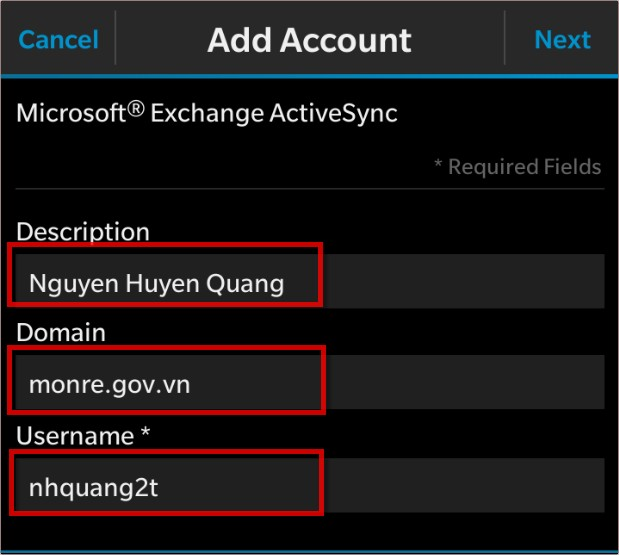 Cancel Add Account Next
Microsoft® Exchange ActiveSync
* Required Fields
Description
Nguyen Huyen Quang
Domain
monre.gov.vn
Username *
nhquang2t